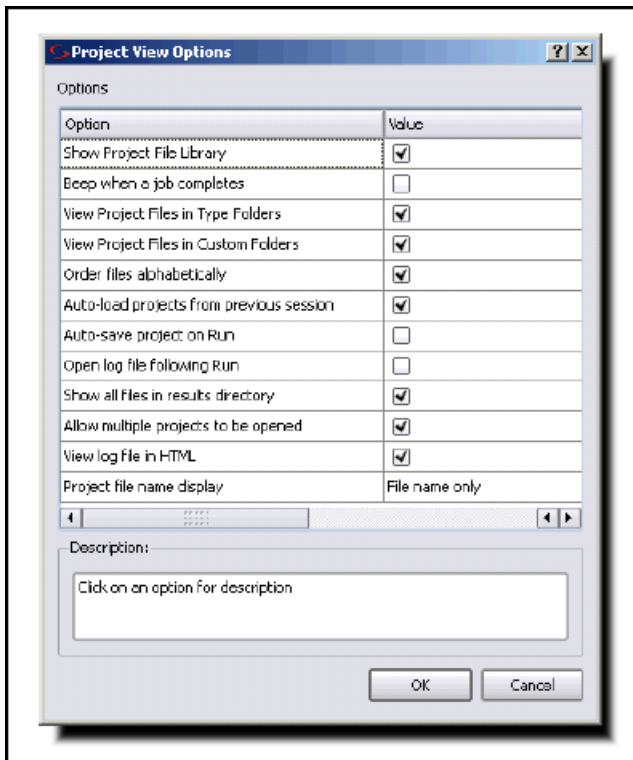 Project View Options
Options
Option Value
Show Project File Library
Beep when a job completes
View Project Files in Type Folders
View Project Files in Custom Folders
Order files alphabetically
Auto-load projects from previous session
Auto-save project on Run
Open log file following Run
Show all files in results directory
Allow multiple projects to be opened
View log file in HTML
Project file name display File name only
Description:
Click on an option for description
OK Cancel